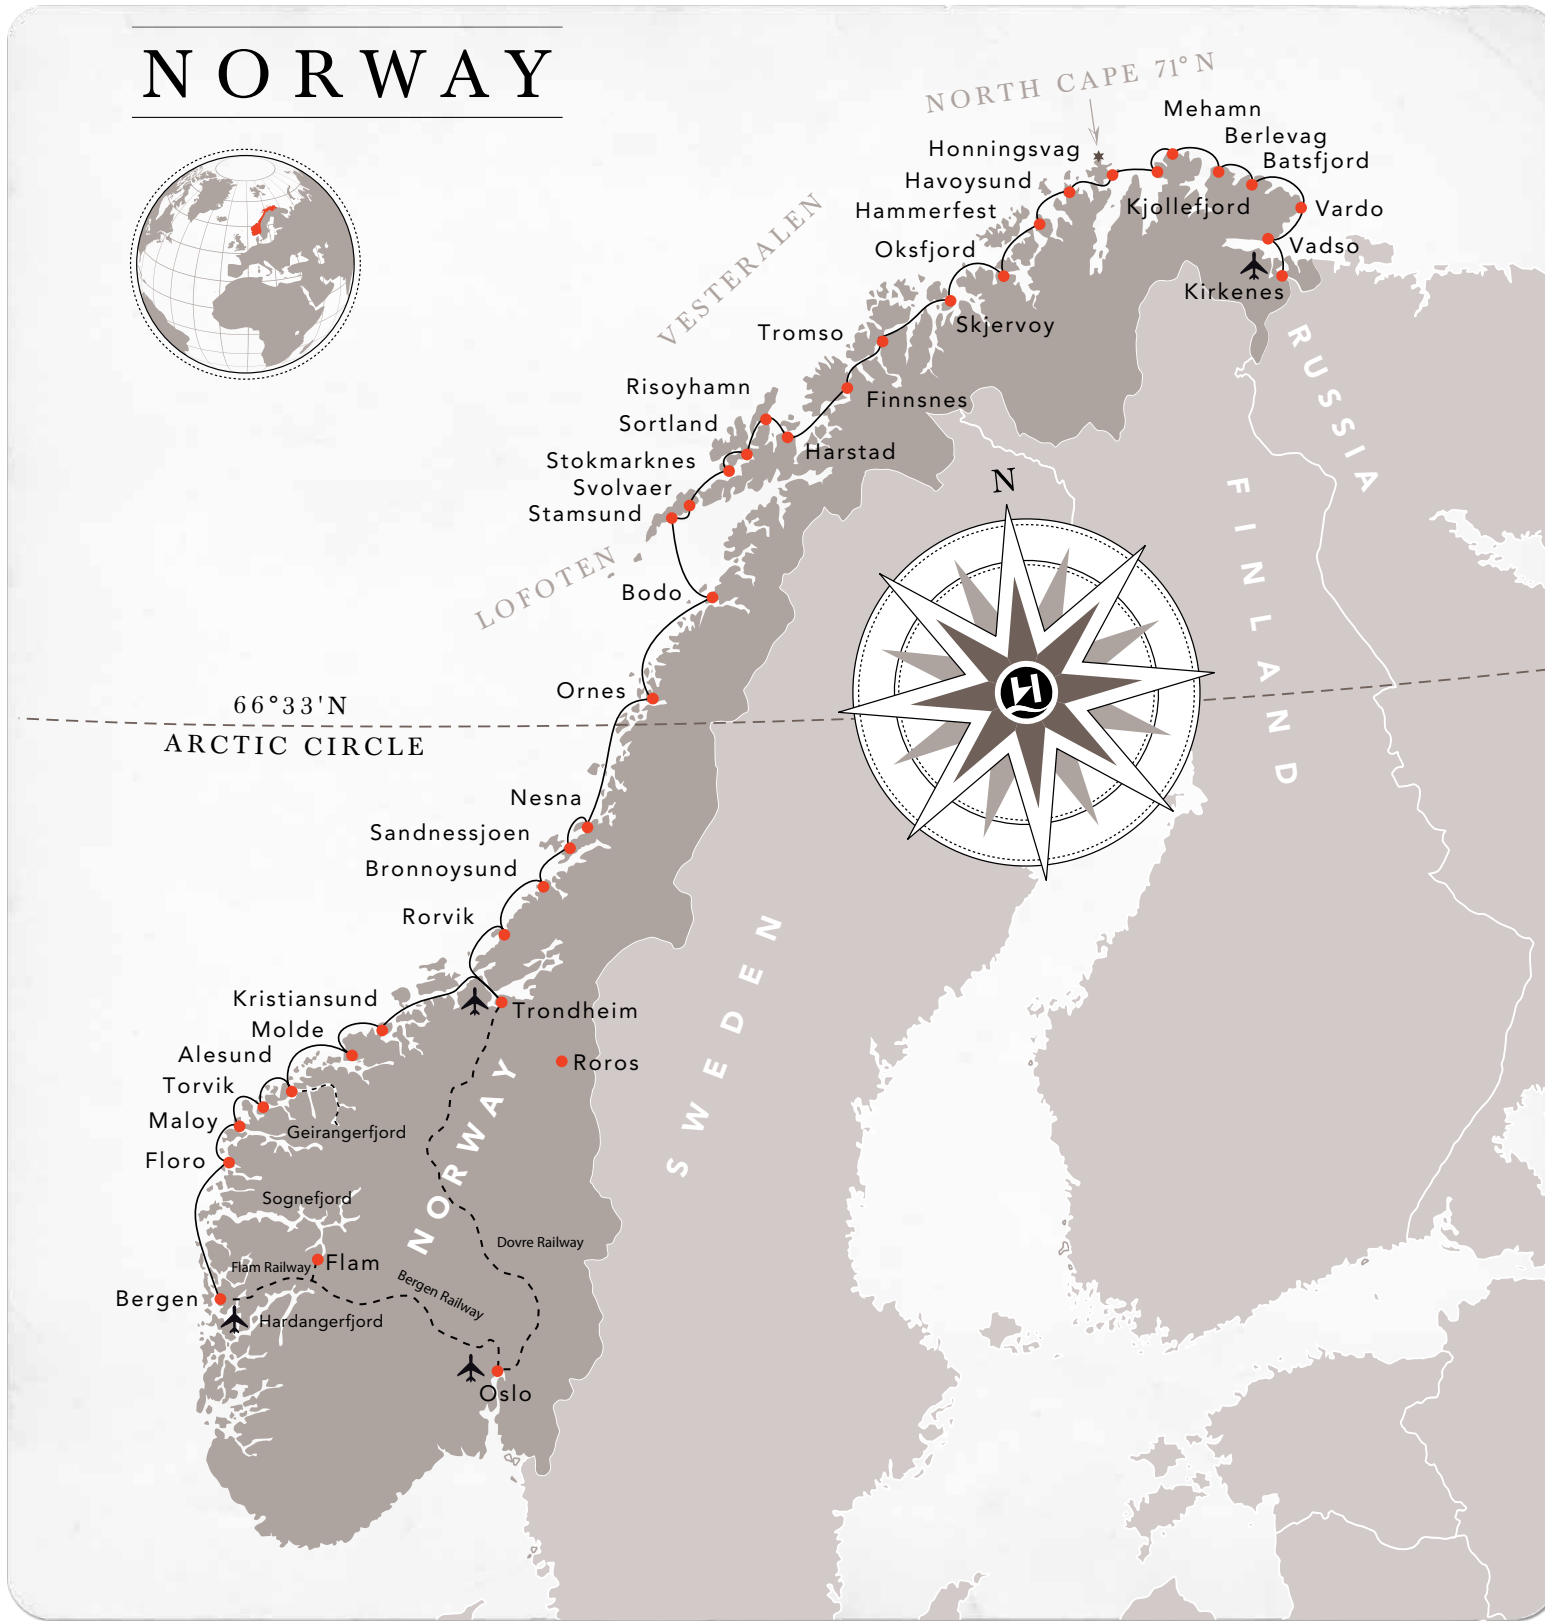 NORWAY
NORTH CAPE 71° N
Mehamn
Berlevag
Honningsvag
Batsfjord
Havoysund
Kjollefjord
Hammerfest
Vardo
Oksfjord
Vadso
Kirkenes
VESTERALEN
Skjervoy
Tromso
RUSSIA
Risoyhamn
Finnsnes
Sortland
Harstad
Stokmarknes
Svolvaer
Stamsund
N
FINLAND
LOFOTEN
Bodo
Ornes
66°33'N
ARCTIC CIRCLE
Nesna
Sandnessjoen
Bronnoysund
Rorvik
SWEDEN
Kristiansund
Trondheim
Molde
Alesund
Roros
Torvik
Maloy
Geirangerfjord
NORWAY
Floro
Sognefjord
Dovre Railway
Flam Railway
Flam
Bergen Railway
Bergen
Hardangerfjord
Oslo